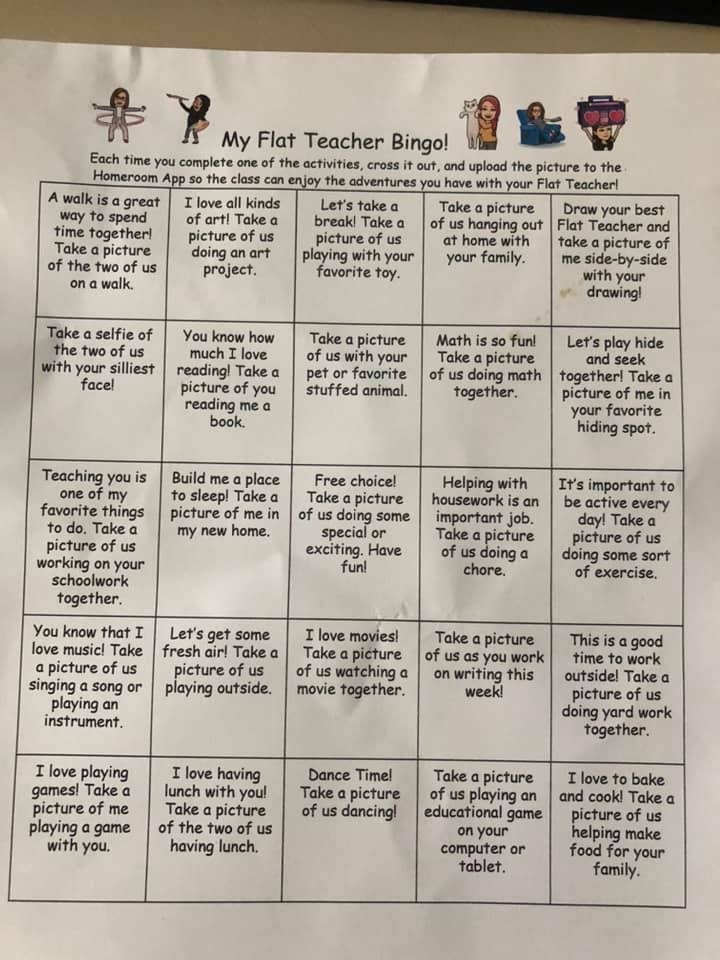 My Flat Teacher Bingo!
Each time you complete one of the activities, cross it out, and upload the picture to the
Homeroom App so the class can enjoy the adventures you have with your Flat Teacher!
A walk is a great
way to spend
time together!
Take a picture
of the two of us
on a walk.
I love all kinds
of art! Take a
picture of us
doing an art
project.
Let's take a
break! Take a
picture of us
playing with your
favorite toy.
Take a picture
of us hanging out
at home with
your family.
Draw your best
Flat Teacher and
take a picture of
me side-by-side
with your
drawing!
Take a selfie of
the two of us
with your silliest
face!
You know how
much I love
reading! Take a
picture of you
reading me a
book.
Take a picture
of us with your
pet or favorite
stuffed animal.
Math is so fun!
Take a picture
of us doing math
together.
Let's play hide
and seek
together! Take a
picture of me in
your favorite
hiding spot.
Teaching you is
one of my
favorite things
to do. Take a
picture of us
working on your
schoolwork
together.
Build me a place
to sleep! Take a
picture of me in
my new home.
Free choice!
Take a picture
of us doing some
special or
exciting. Have
fun!
Helping with
housework is an
important job.
Take a picture
of us doing a
chore.
It's important to
be active every
day! Take a
picture of us
doing some sort
of exercise.
You know that I
love music! Take
a picture of us
singing a song or
playing an
instrument.
Let's get some
fresh air! Take a
picture of us
playing outside.
I love movies!
Take a picture
of us watching a
movie together.
Take a picture
of us as you work
on writing this
week!
This is a good
time to work
outside! Take a
picture of us
doing yard work
together.
I love playing
games! Take a
picture of me
playing a game
with you.
I love having
lunch with you!
Take a picture
of the two of us
having lunch.
Dance Time!
Take a picture
of us dancing!
Take a picture
of us playing an
educational game
on your
computer or
tablet.
I love to bake
and cook! Take a
picture of us
helping make
food for your
family.